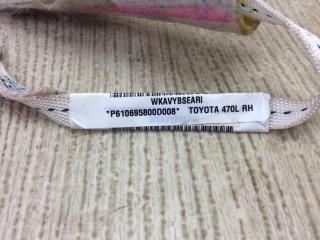 WKAVYBSEARI
*P610695800D008* TOYOTA 470L RH